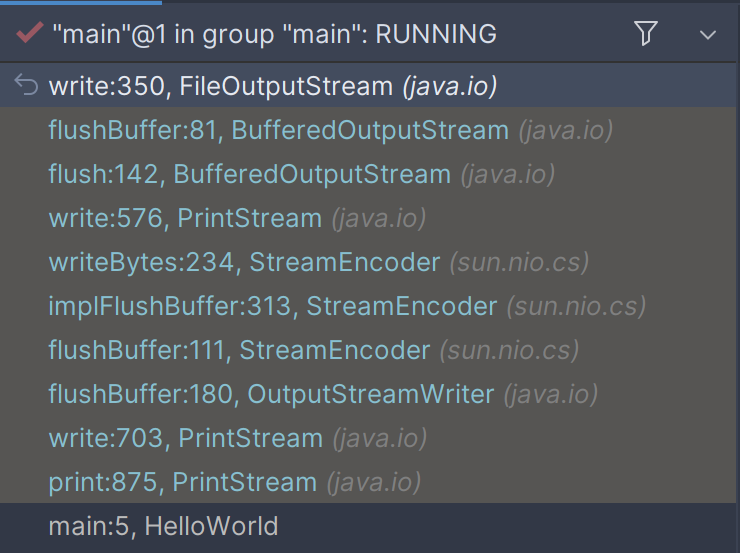 "main"@1 in group "main": RUNNING
write:350, FileOutputStream (java.io)
flushBuffer:81, BufferedOutputStream (java.io)
flush:142, BufferedOutputStream (java.io)
write:576, PrintStream (java.io)
writeBytes:234, StreamEncoder (sun.nio.cs)
implFlushBuffer:313, StreamEncoder (sun.nio.cs)
flushBuffer:111, StreamEncoder (sun.nio.cs)
flushBuffer:180, OutputStreamWriter (java.io)
write:703, PrintStream (java.io)
print:875, PrintStream (java.io)
main:5, HelloWorld